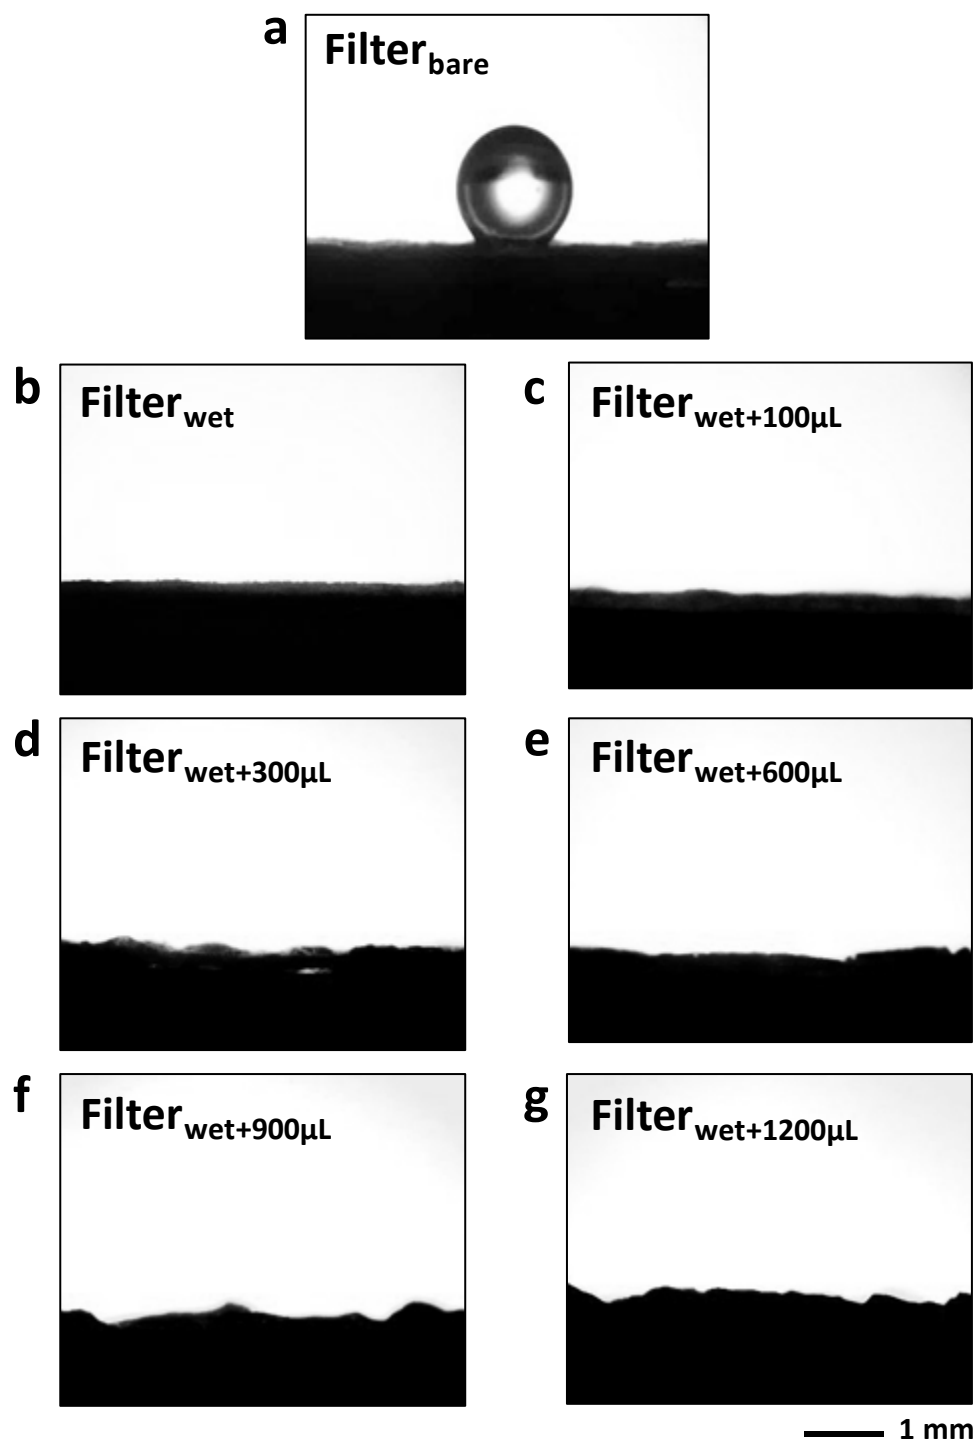 a
Filterbare
b
Filterwet
c
Filterwet+100μL
d
Filterwet+300μL
e
Filterwet+600μL
f
Filterwet+900μL
g
Filterwet+1200μL
1 mm